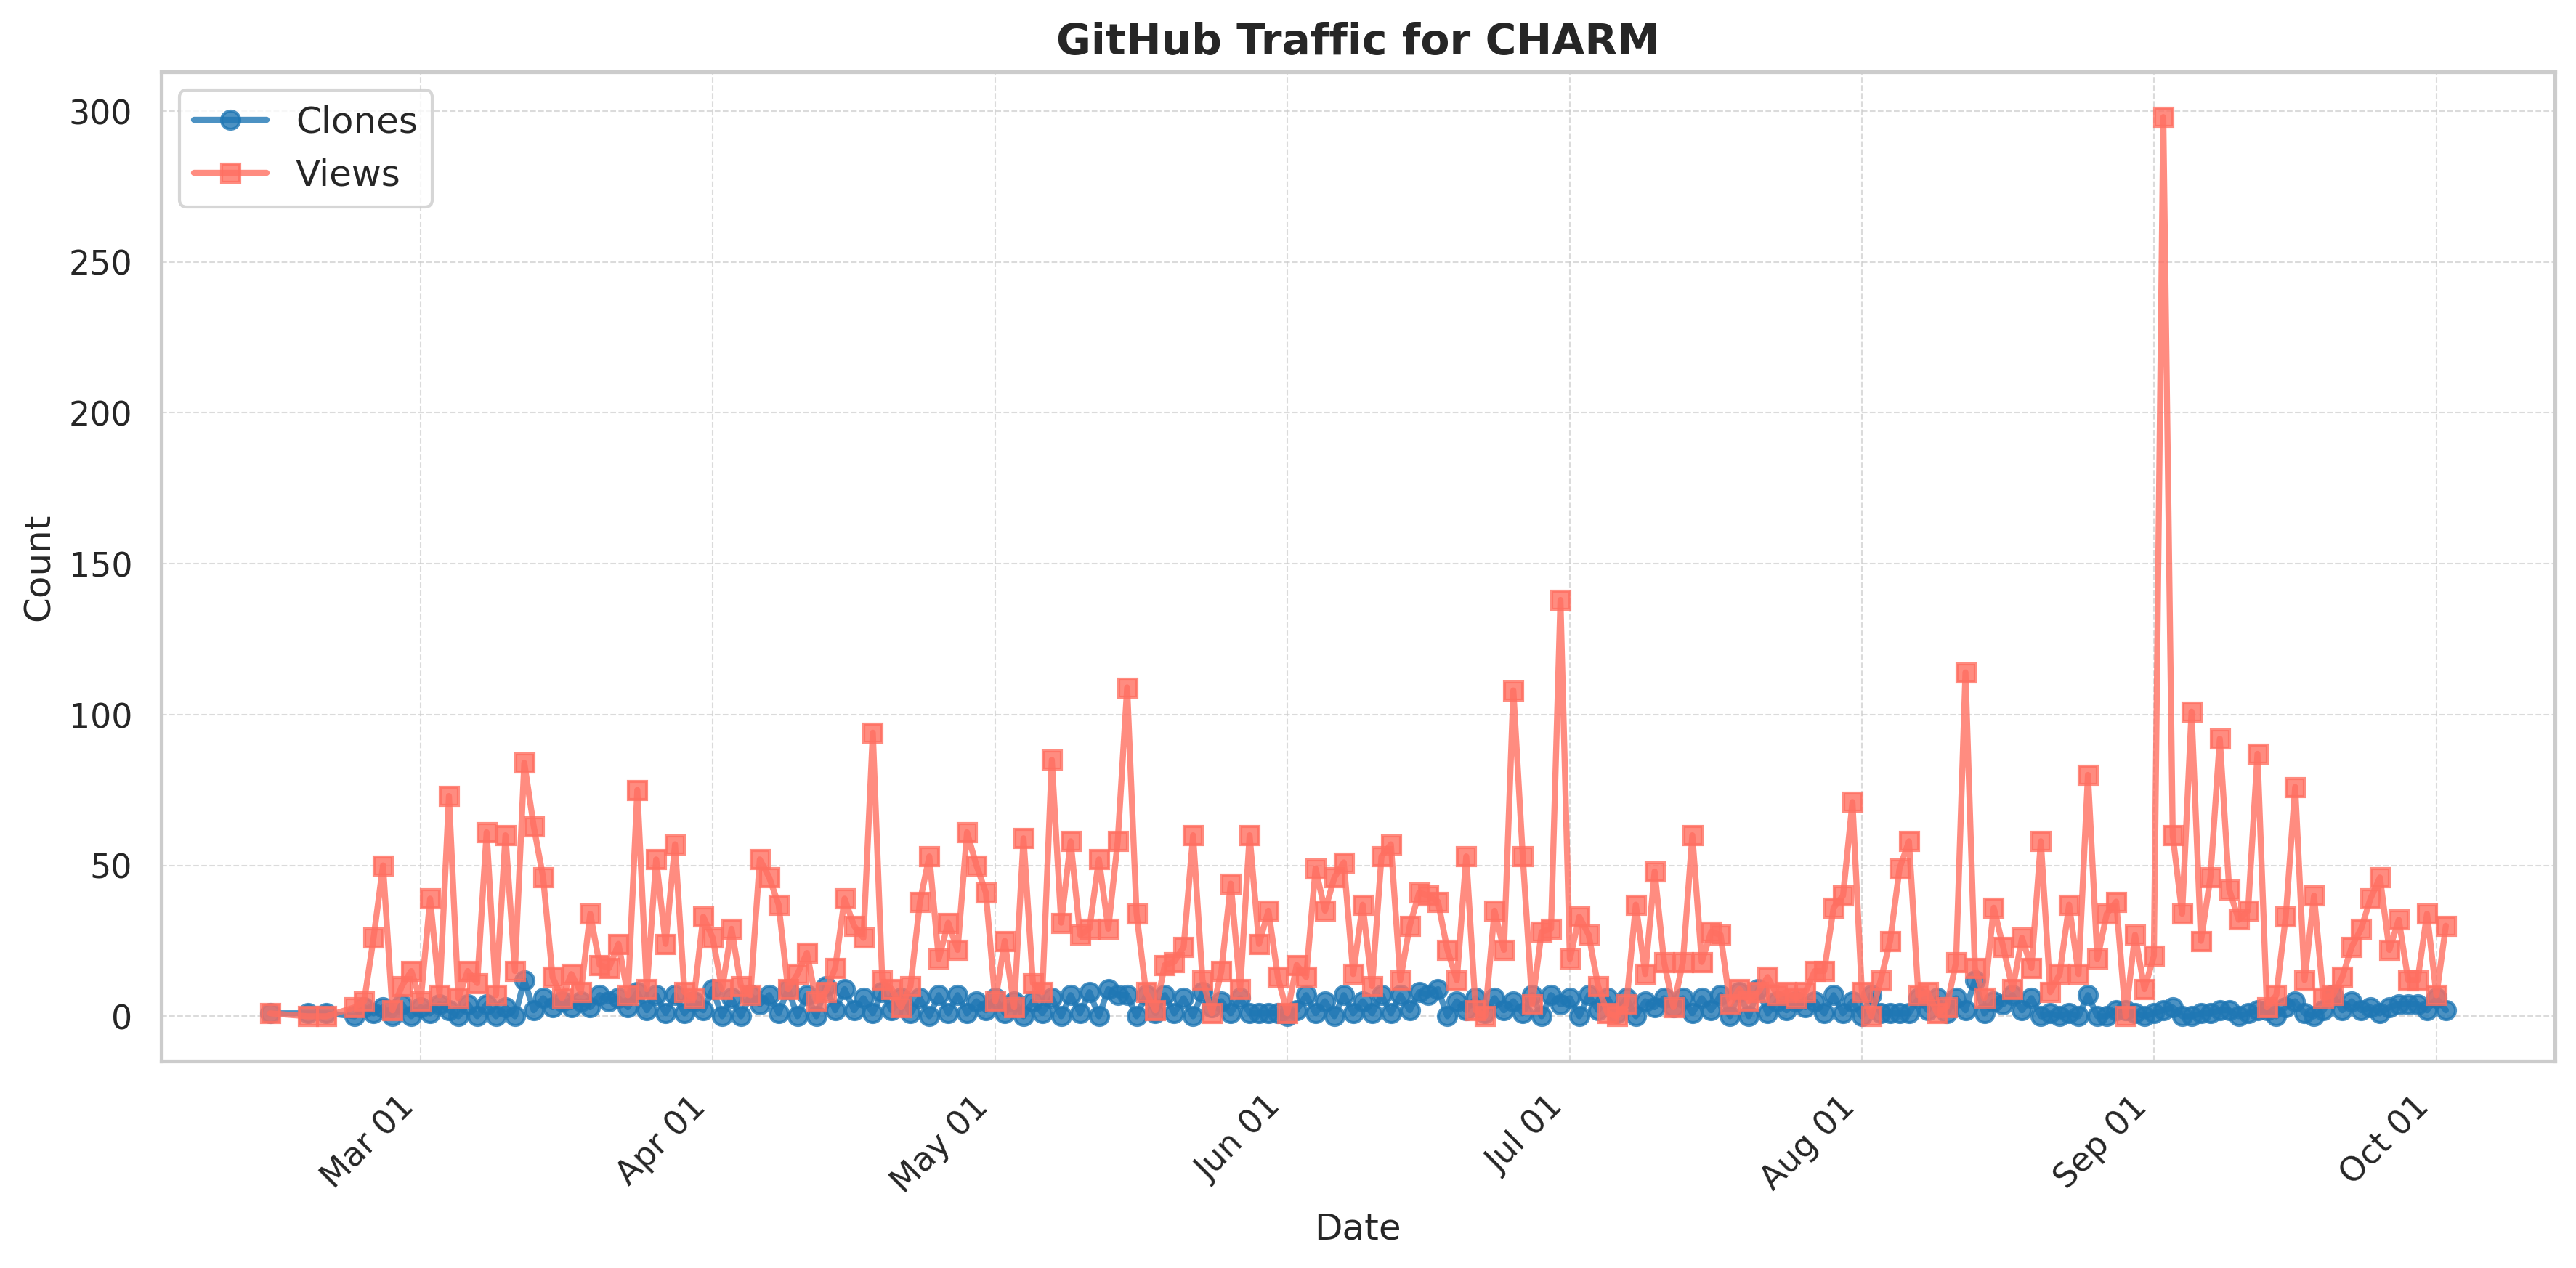 GitHub Traffic for CHARM
Clones
Views
300
250
200
150
100
50
0
Count
Mar 01
Apr 01
May 01
Jun 01
Jul 01
Aug 01
Sep 01
Oct 01
Date